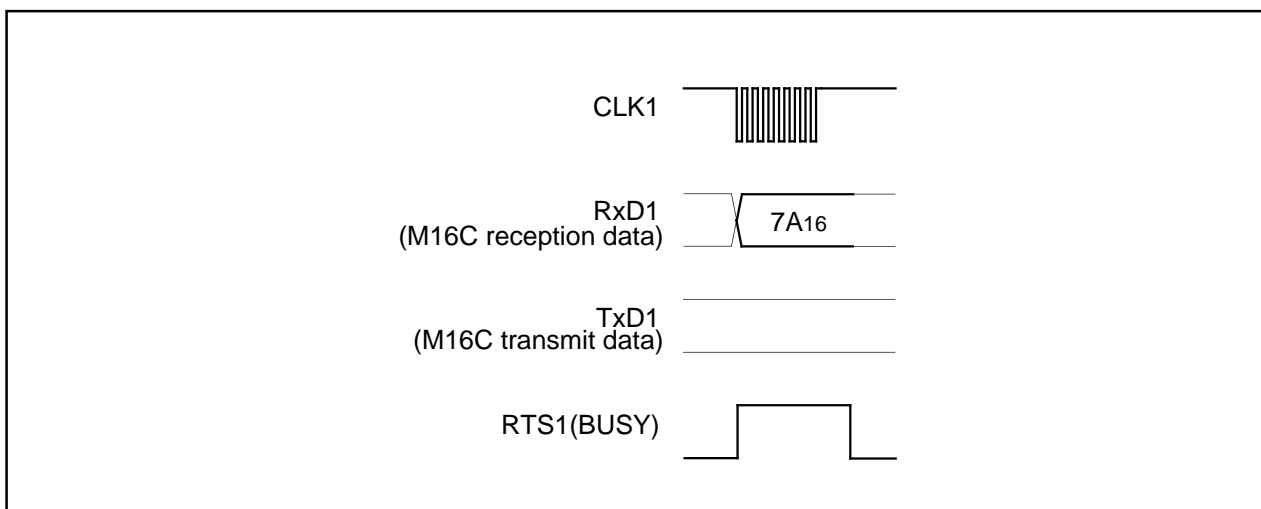 CLK1
RxD1
(M16C reception data)
7A16
TxD1
(M16C transmit data)
RTS1(BUSY)